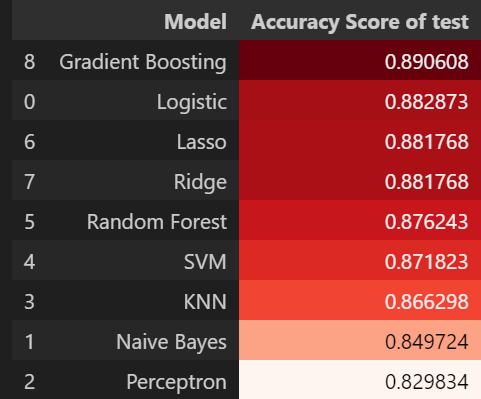 Model Accuracy Score of test
8 Gradient Boosting 0.890608
0 Logistic 0.882873
6 Lasso 0.881768
7 Ridge 0.881768
5 Random Forest 0.876243
4 SVM 0.871823
3 KNN 0.866298
1 Naive Bayes 0.849724
2 Perceptron 0.829834